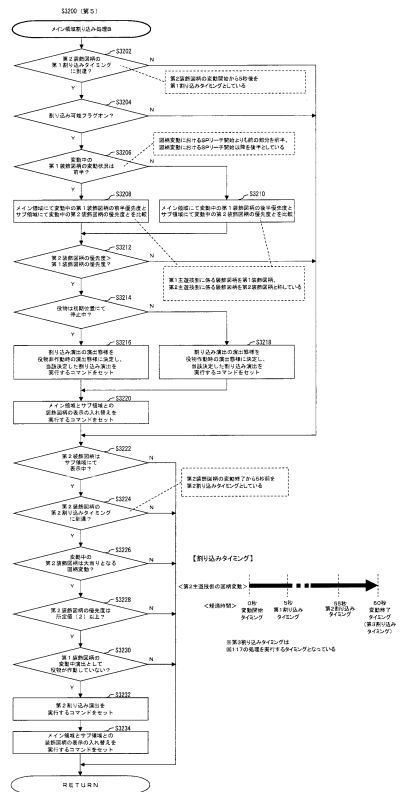 S3200 (第5)
メイン領域割り込み処理B
S3202
第2装飾図柄の
第1割り込みタイミング
に到達?
N
第2装飾図柄の変動開始から5秒後を
第1割り込みタイミングとしている
Y
S3204
割り込み可能フラグオン?
N
Y
S3206
図柄変動におけるSPリーチ開始よりも前の部分を前半、
図柄変動におけるSPリーチ開始以降を後半としている
変動中の
第1装飾図柄の変動状況は
前半?
N
Y
S3208
メイン領域にて変動中の第1装飾図柄の前半優先度と
サブ領域にて変動中の第2装飾図柄の優先度とを比較
S3210
メイン領域にて変動中の第1装飾図柄の後半優先度と
サブ領域にて変動中の第2装飾図柄の優先度とを比較
S3212
第2装飾図柄の優先度≧
第1装飾図柄の優先度?
N
第1主遊技側に係る装飾図柄を第1装飾図柄、
第2主遊技側に係る装飾図柄を第2装飾図柄と称している
Y
S3214
役物は初期位置にて
停止中?
N
Y
S3216
割り込み演出の演出態様を
役物非作動時の演出態様に決定し、
当該決定した割り込み演出を
実行するコマンドをセット
S3218
割り込み演出の演出態様を
役物作動時の演出態様に決定し、
当該決定した割り込み演出を
実行するコマンドをセット
S3220
メイン領域とサブ領域との
装飾図柄の表示の入れ替えを
実行するコマンドをセット
S3222
第2装飾図柄は
サブ領域にて
表示中?
N
Y
S3224
第2装飾図柄の
第2割り込みタイミング
に到達?
N
第2装飾図柄の変動終了から5秒前を
第2割り込みタイミングとしている
Y
S3226
変動中の
第2装飾図柄は大当りとなる
図柄変動?
N
Y
S3228
第2装飾図柄の優先度は
所定値(2)以上?
N
Y
S3230
第1装飾図柄の
変動中演出として
役物が作動していない?
N
Y
S3232
第2割り込み演出を
実行するコマンドをセット
S3234
メイン領域とサブ領域との
装飾図柄の表示の入れ替えを
実行するコマンドをセット
RETURN
【割り込みタイミング】
<第2主遊技側の図柄変動>
<経過時間>
0秒
変動開始
タイミング
5秒
第1割り込み
タイミング
55秒
第2割り込み
タイミング
60秒
変動終了
タイミング
(第3割り込み
タイミング)
※第3割り込みタイミングは
図117の処理を実行するタイミングとなっている